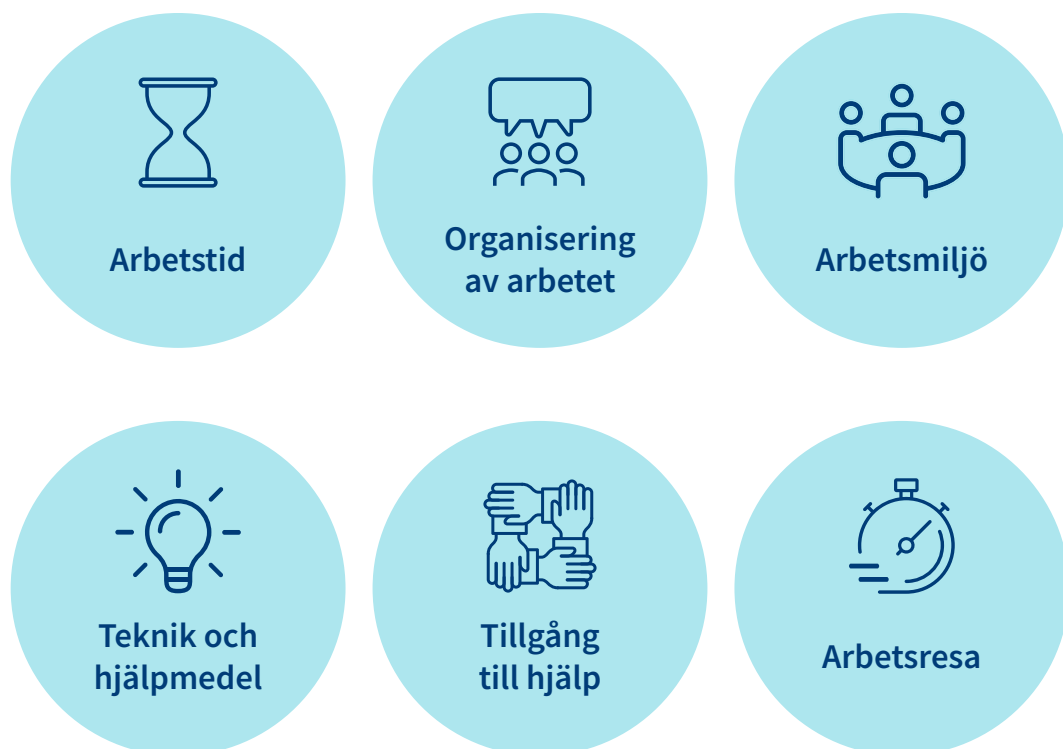 Arbetstid
Organisering
av arbetet
Arbetsmiljö
Teknik och
hjälpmedel
Tillgång
till hjälp
Arbetsresa